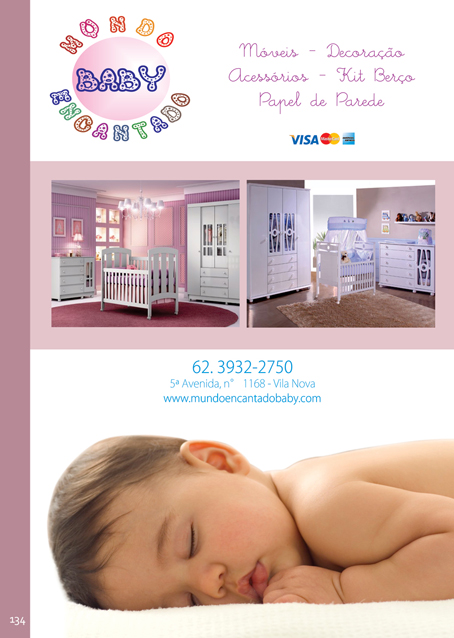 MONDO
BABY
ENCANTADO
Móveis - Decoração
Acessórios - Kit Berço
Papel de Parede
VISA
62. 3932-2750
5ª Avenida, n° 1168 - Vila Nova
www.mundoencantadobaby.com
134